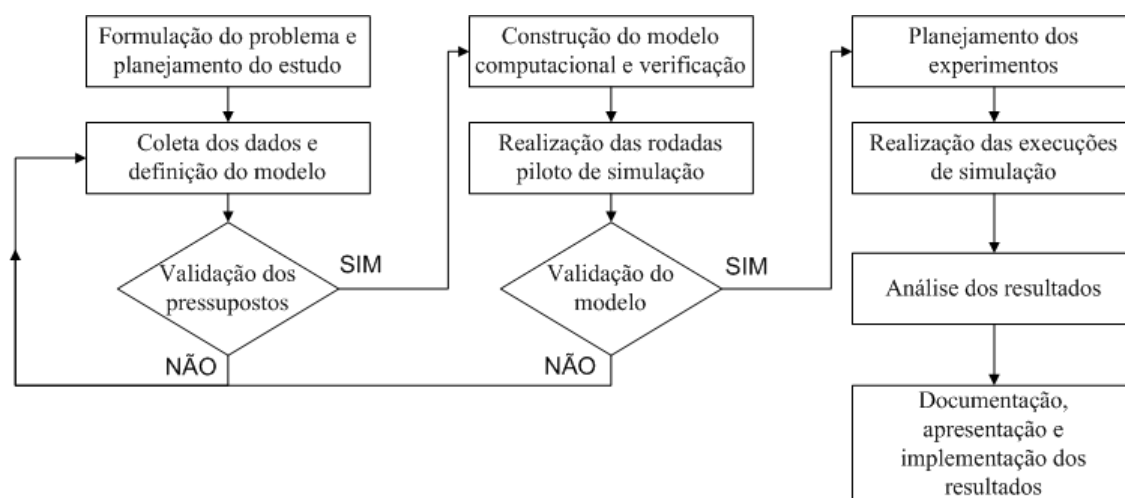 Formulação do problema e
planejamento do estudo
Coleta dos dados e
definição do modelo
Validação dos
pressupostos
SIM
NÃO
Construção do modelo
computacional e verificação
Realização das rodadas
piloto de simulação
Validação do
modelo
SIM
NÃO
Planejamento dos
experimentos
Realização das execuções
de simulação
Análise dos resultados
Documentação,
apresentação e
implementação dos
resultados